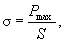 σ = P_max / S ,